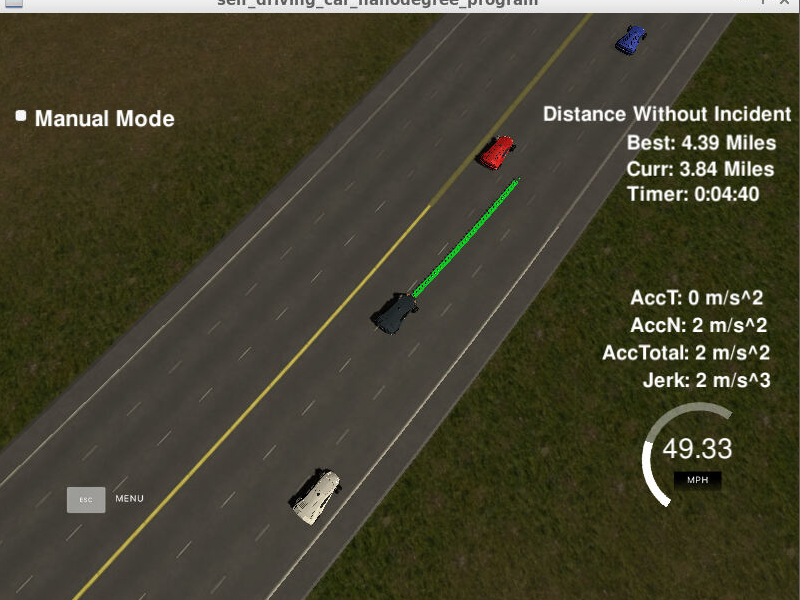 self_driving_car_nanodegree_program
Manual Mode
Distance Without Incident
Best: 4.39 Miles
Curr: 3.84 Miles
Timer: 0:04:40
AccT: 0 m/s^2
AccN: 2 m/s^2
AccTotal: 2 m/s^2
Jerk: 2 m/s^3
49.33
MPH
ESC MENU